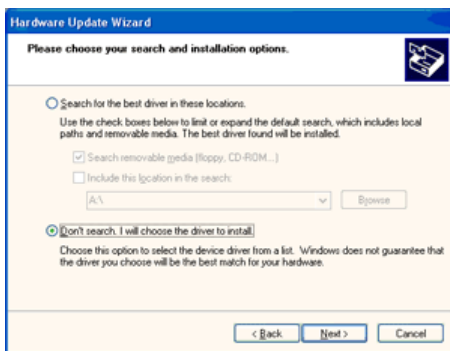 Hardware Update Wizard
Please choose your search and installation options.
Search for the best driver in these locations.
Use the check boxes below to limit or expand the default search, which includes local
paths and removable media. The best driver found will be installed.
Search removable media (floppy, CD-ROM...)
Include this location in the search:
A:\
Browse
Don't search. I will choose the driver to install.
Choose this option to select the device driver from a list. Windows does not guarantee that
the driver you choose will be the best match for your hardware.
< Back
Next >
Cancel